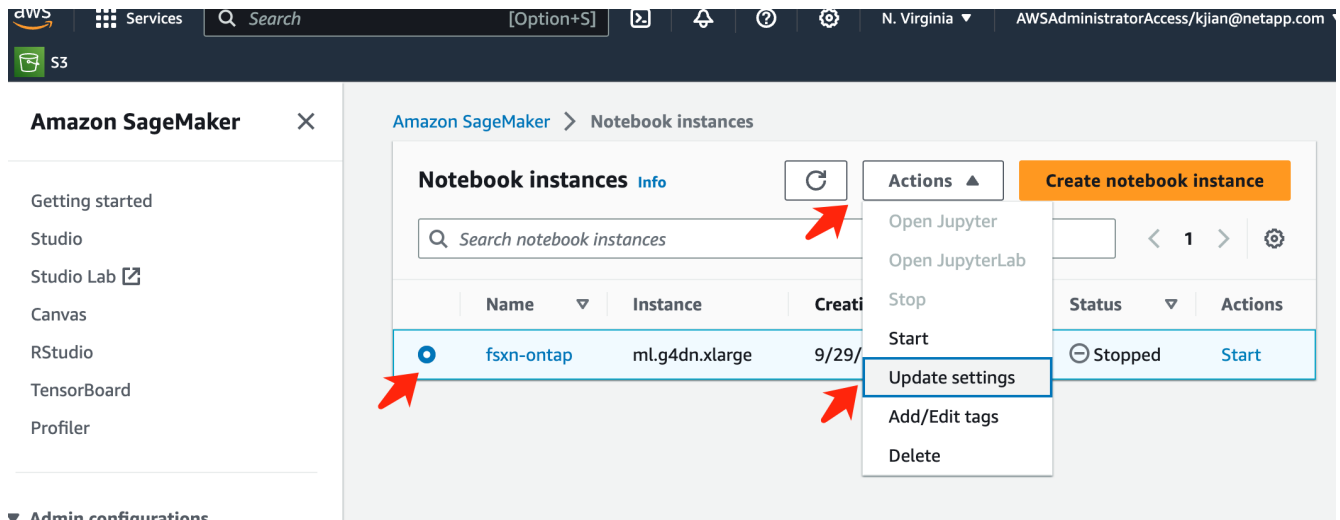 aws
Services
Search
[Option+S]
N. Virginia
AWSAdministratorAccess/kjian@netapp.com
S3
Amazon SageMaker
Getting started
Studio
Studio Lab
Canvas
RStudio
TensorBoard
Profiler
Admin configurations
Amazon SageMaker > Notebook instances
Notebook instances Info
Actions
Create notebook instance
Search notebook instances
1
Open Jupyter
Open JupyterLab
Stop
Start
Update settings
Add/Edit tags
Delete
Name
Instance
Creati
Status
Actions
fsxn-ontap
ml.g4dn.xlarge
9/29/
Stopped
Start